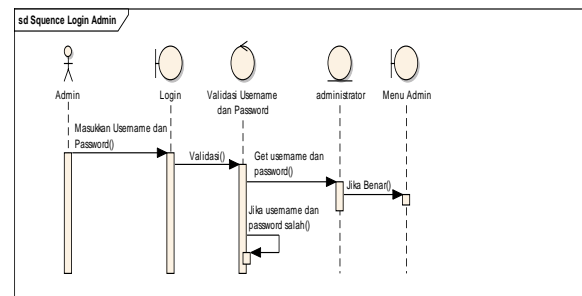 sd Squence Login Admin
Admin
Login
Validasi Username
dan Password
administrator
Menu Admin
Masukkan Username dan
Password()
Validasi()
Get username dan
password()
Jika Benar()
Jika username dan
password salah()